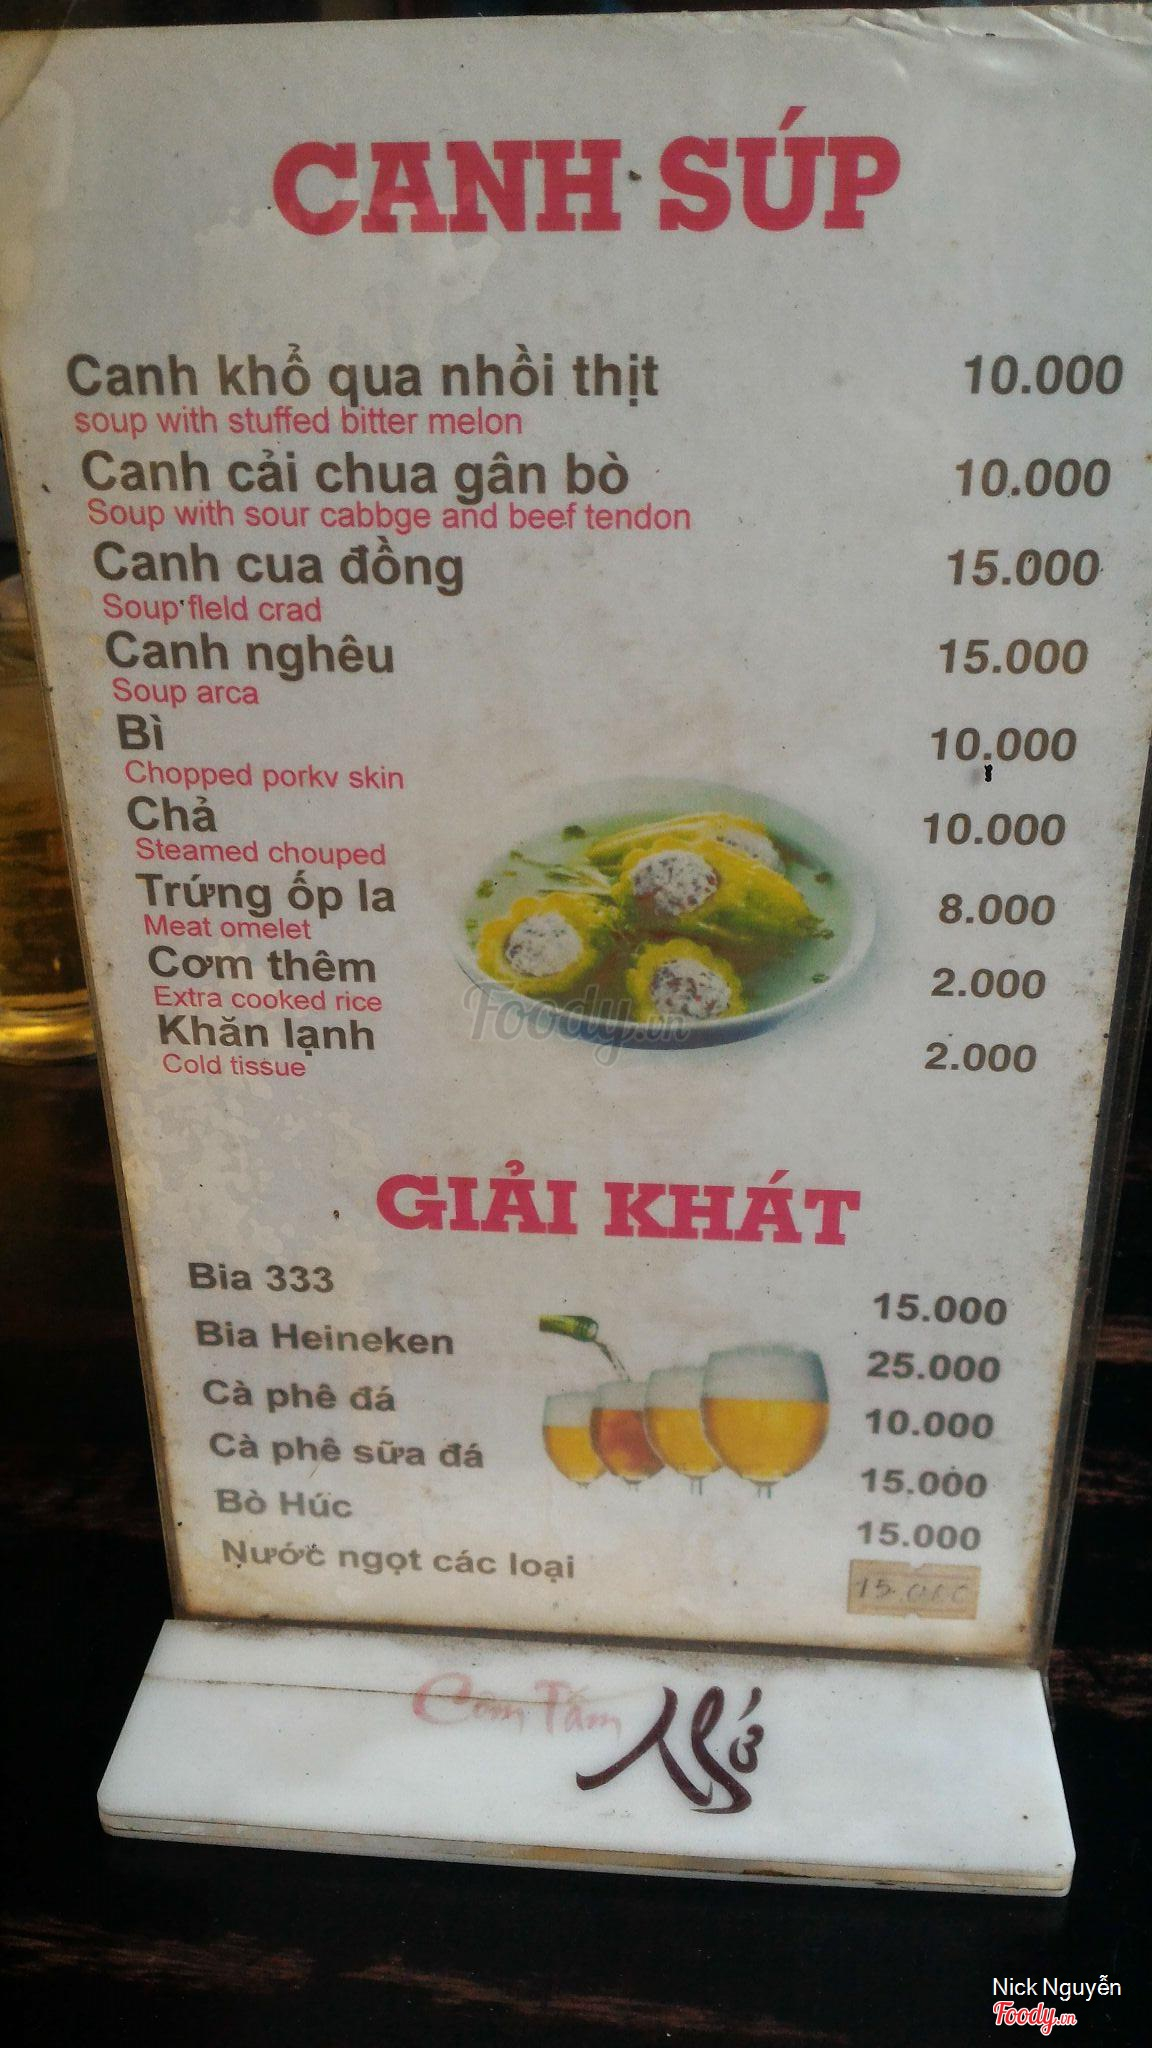 CANH SÚP
Canh khổ qua nhồi thịt 10.000
soup with stuffed bitter melon
Canh cải chua gân bò 10.000
Soup with sour cabbge and beef tendon
Canh cua đồng 15.000
Soup field crad
Canh nghêu 15.000
Soup arca
Bì 10.000
Chopped porkv skin
Chả 10.000
Steamed chouped
Trứng ốp la 8.000
Meat omelet
Cơm thêm 2.000
Extra cooked rice
Khăn lạnh 2.000
Cold tissue
Foody.vn
GIẢI KHÁT
Bia 333 15.000
Bia Heineken 25.000
Cà phê đá 10.000
Cà phê sữa đá 15.000
Bò Húc 15.000
Nước ngọt các loại 15.000
Cơm Tấm
Nick Nguyễn
Foody.vn